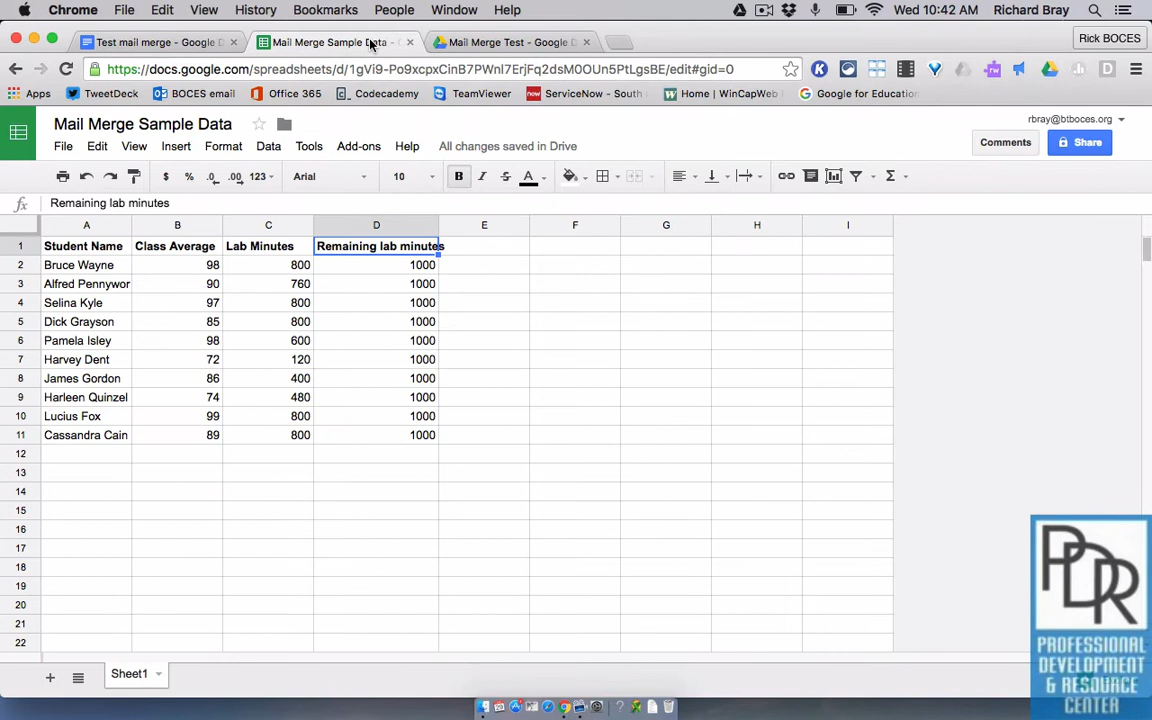 Chrome File Edit View History Bookmarks People Window Help Wed 10:42 AM Richard Bray
Test mail merge - Google D Mail Merge Sample Data - Mail Merge Test - Google D Rick BOCES
https://docs.google.com/spreadsheets/d/1gVi9-Po9xcpxCinB7PWnl7ErjFq2dsM0OUn5PtLgsBE/edit#gid=0
Apps TweetDeck BOCES email Office 365 Codecademy TeamViewer ServiceNow - South Home | WinCapWeb Google for Education
Mail Merge Sample Data rbray@btboces.org
File Edit View Insert Format Data Tools Add-ons Help All changes saved in Drive Comments Share
$ % .0 .00 123 Arial 10 B I A Σ
fx Remaining lab minutes
A B C D E F G H I
1 Student Name Class Average Lab Minutes Remaining lab minutes
2 Bruce Wayne 98 800 1000
3 Alfred Pennywor 90 760 1000
4 Selina Kyle 97 800 1000
5 Dick Grayson 85 800 1000
6 Pamela Isley 98 600 1000
7 Harvey Dent 72 120 1000
8 James Gordon 86 400 1000
9 Harleen Quinzel 74 480 1000
10 Lucius Fox 99 800 1000
11 Cassandra Cain 89 800 1000
12
13
14
15
16
17
18
19
20
21
22
Sheet1
PDRC
PROFESSIONAL
DEVELOPMENT
& RESOURCE
CENTER